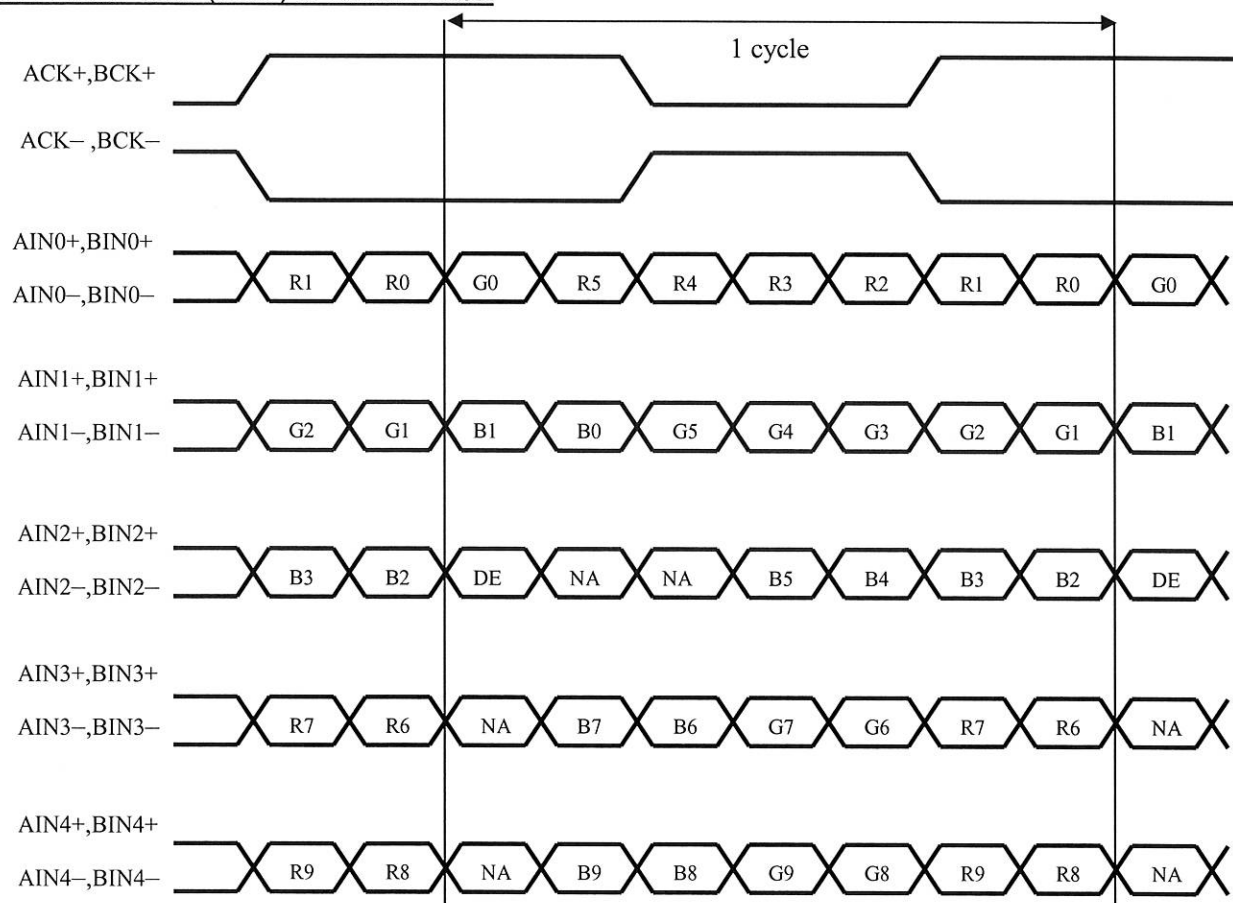 1 cycle
ACK+,BCK+
ACK– ,BCK–
AIN0+,BIN0+
R1 R0 G0 R5 R4 R3 R2 R1 R0 G0
AIN0–,BIN0–
AIN1+,BIN1+
G2 G1 B1 B0 G5 G4 G3 G2 G1 B1
AIN1–,BIN1–
AIN2+,BIN2+
B3 B2 DE NA NA B5 B4 B3 B2 DE
AIN2–,BIN2–
AIN3+,BIN3+
R7 R6 NA B7 B6 G7 G6 R7 R6 NA
AIN3–,BIN3–
AIN4+,BIN4+
R9 R8 NA B9 B8 G9 G8 R9 R8 NA
AIN4–,BIN4–